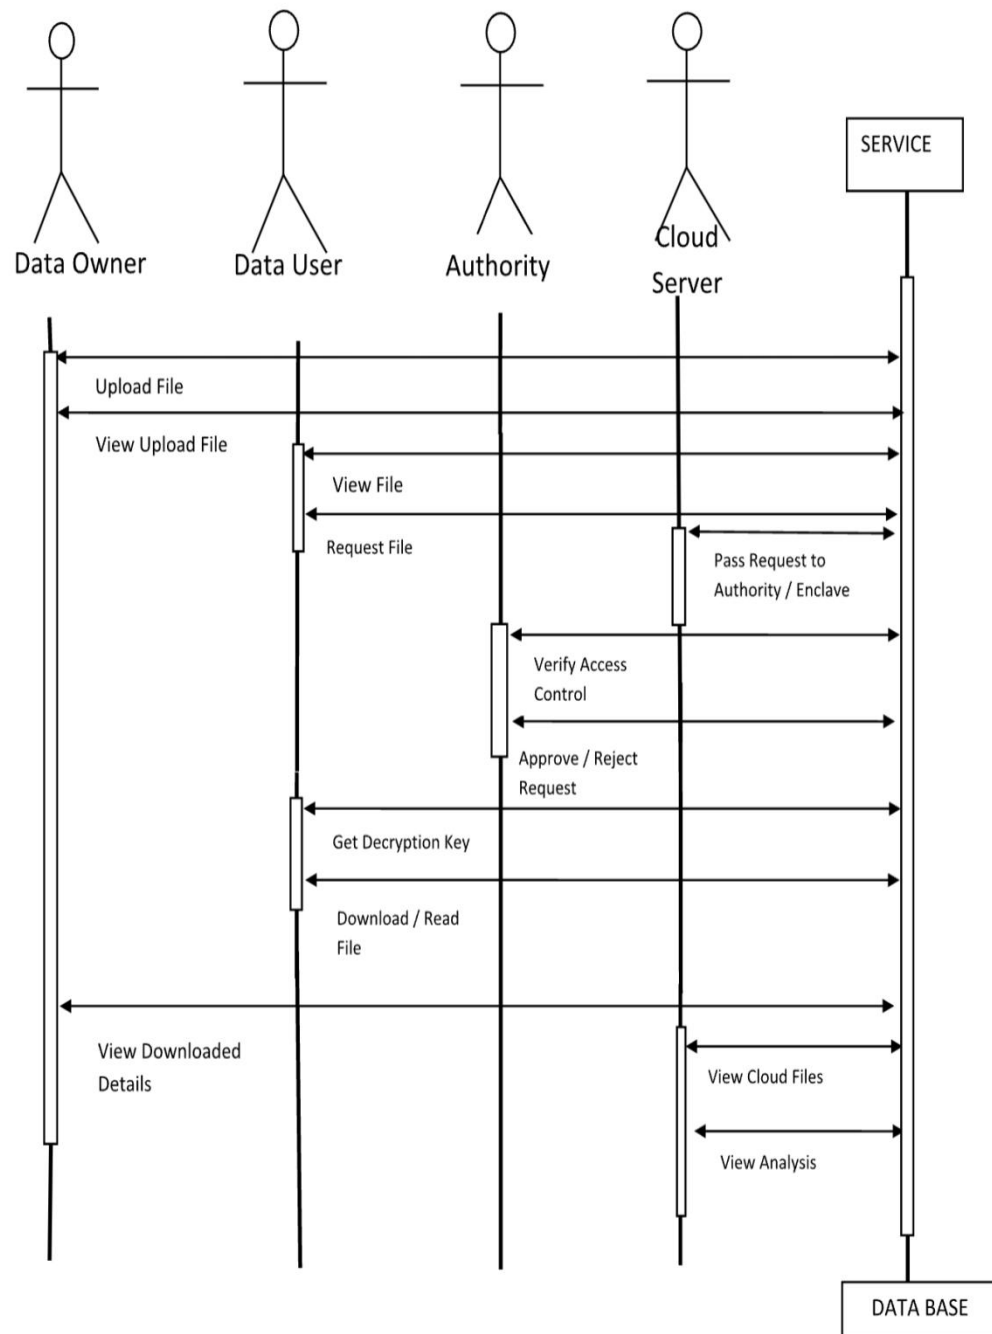 SERVICE
Data Owner
Data User
Authority
Cloud
Server
Upload File
View Upload File
View File
Request File
Pass Request to
Authority / Enclave
Verify Access
Control
Approve / Reject
Request
Get Decryption Key
Download / Read
File
View Downloaded
Details
View Cloud Files
View Analysis
DATA BASE